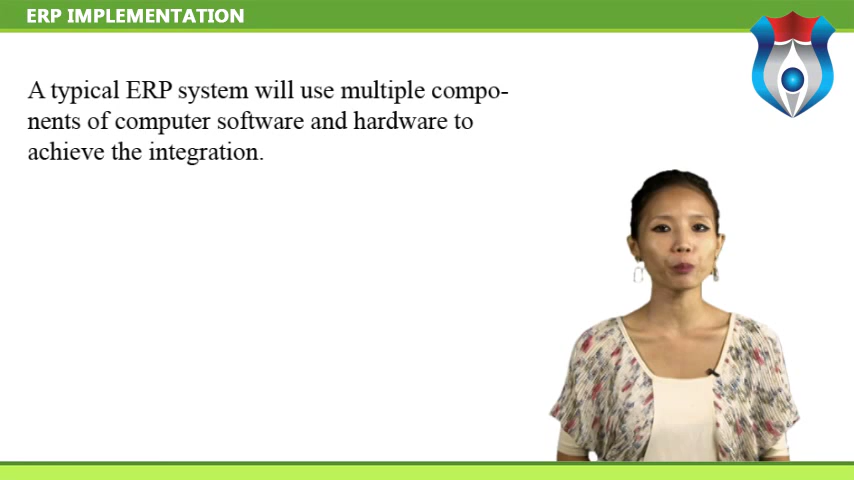 ERP IMPLEMENTATION
A typical ERP system will use multiple compo-
nents of computer software and hardware to
achieve the integration.